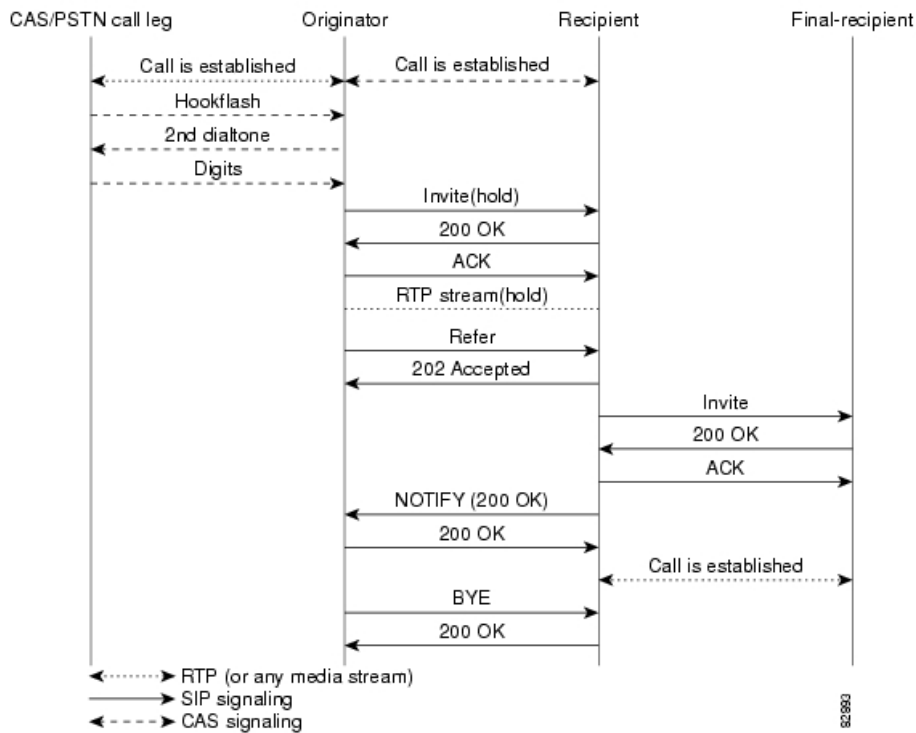 CAS/PSTN call leg Originator Recipient Final-recipient
Call is established Call is established
Hookflash
2nd dialtone
Digits
Invite(hold)
200 OK
ACK
RTP stream(hold)
Refer
202 Accepted
Invite
200 OK
ACK
NOTIFY (200 OK)
200 OK
Call is established
BYE
200 OK
RTP (or any media stream)
SIP signaling
CAS signaling
82893